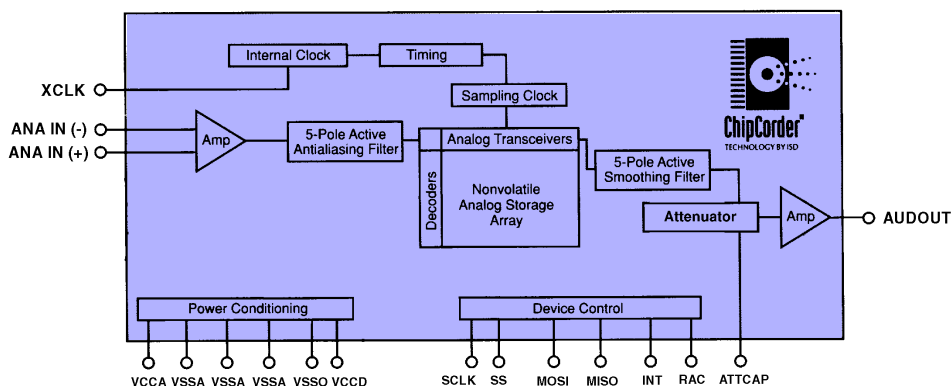 Internal Clock
Timing
XCLK
Sampling Clock
ChipCorder
TECHNOLOGY BY ISD
ANA IN (-)
ANA IN (+)
Amp
5-Pole Active
Antialiasing Filter
Analog Transceivers
Decoders
Nonvolatile
Analog Storage
Array
5-Pole Active
Smoothing Filter
Attenuator
Amp
AUDOUT
Power Conditioning
Device Control
VCCA VSSA VSSA VSSA VSSO VCCD
SCLK SS MOSI MISO INT RAC ATTCAP